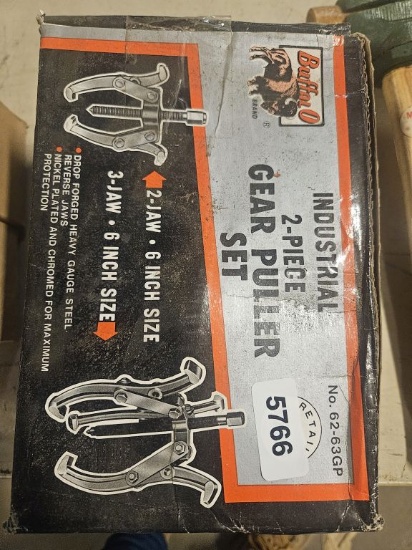 Buffalo
BRAND
®
INDUSTRIAL
2-PIECE
GEAR PULLER
SET
No. 62-63GP
RETAIL
5766
2-JAW • 6 INCH SIZE
3-JAW • 6 INCH SIZE
• DROP FORGED HEAVY GAUGE STEEL
• REVERSE JAWS
• NICKEL PLATED AND CHROMED FOR MAXIMUM
PROTECTION